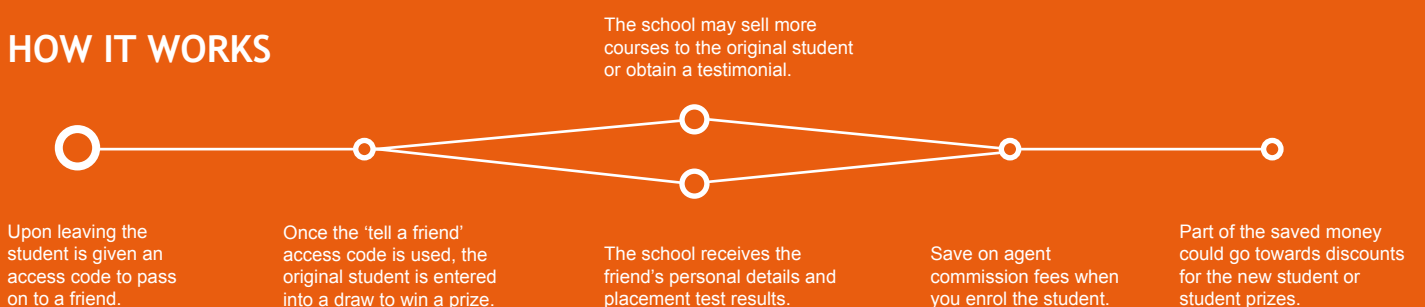 HOW IT WORKS
The school may sell more
courses to the original student
or obtain a testimonial.
Upon leaving the
student is given an
access code to pass
on to a friend.
Once the ‘tell a friend’
access code is used, the
original student is entered
into a draw to win a prize.
The school receives the
friend’s personal details and
placement test results.
Save on agent
commission fees when
you enrol the student.
Part of the saved money
could go towards discounts
for the new student or
student prizes.